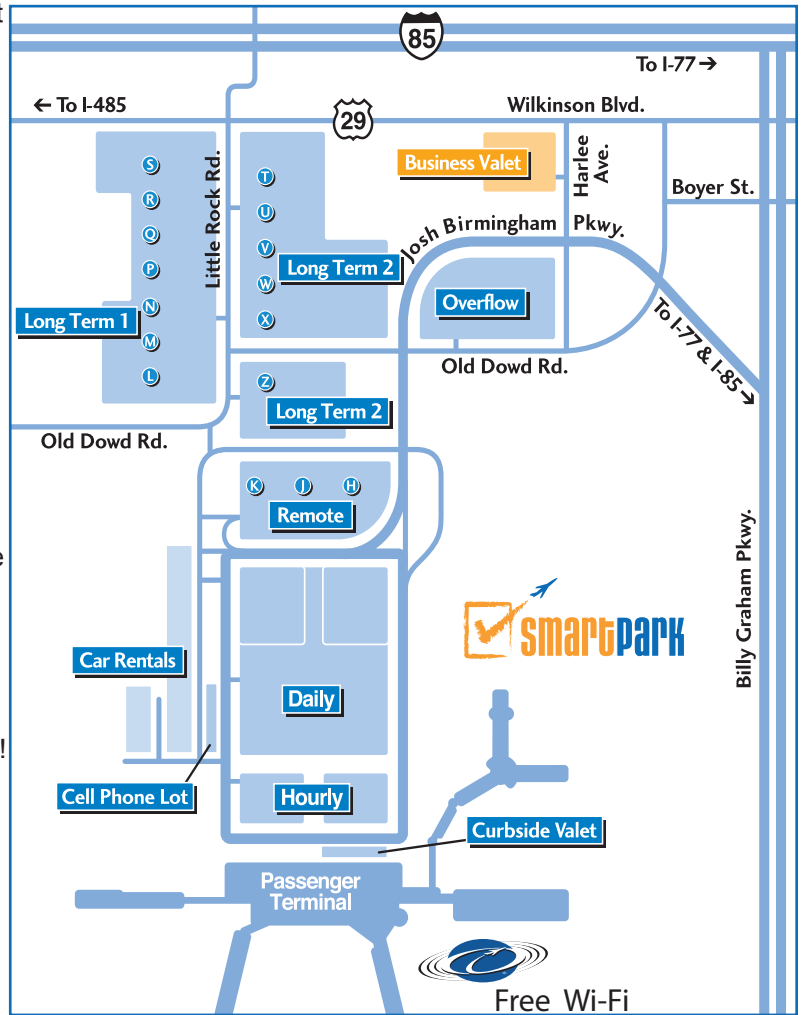 85
To I-77 →
← To I-485
29
Wilkinson Blvd.
Business Valet
Harlee
Ave.
Boyer St.
Little Rock Rd.
S
R
Q
P
N
M
L
Long Term 1
T
U
V
W
X
Long Term 2
Josh Birmingham Pkwy.
Overflow
To I-77 & I-85 →
Old Dowd Rd.
Z
Long Term 2
Old Dowd Rd.
K J H
Remote
Billy Graham Pkwy.
smartpark
Car Rentals
Daily
Cell Phone Lot
Hourly
Curbside Valet
Passenger
Terminal
Free Wi-Fi
t
e
!